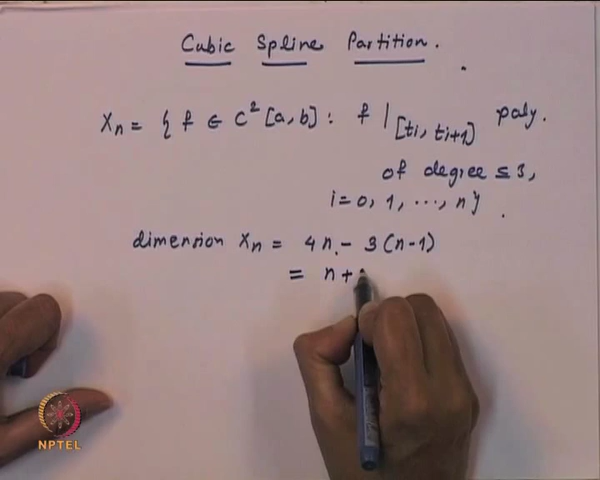 Cubic Spline Partition.
Xn = { f ∈ C² [a, b] : f |[ti, ti+1] poly.
of degree ≤ 3,
i = 0, 1, ..., n }.
dimension Xn = 4n - 3(n-1)
= n +
NPTEL